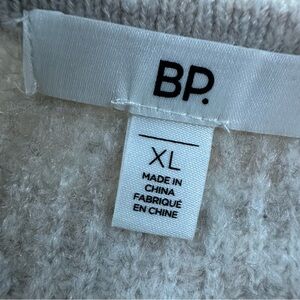 BP.
XL
MADE IN
CHINA
FABRIQUÉ
EN CHINE